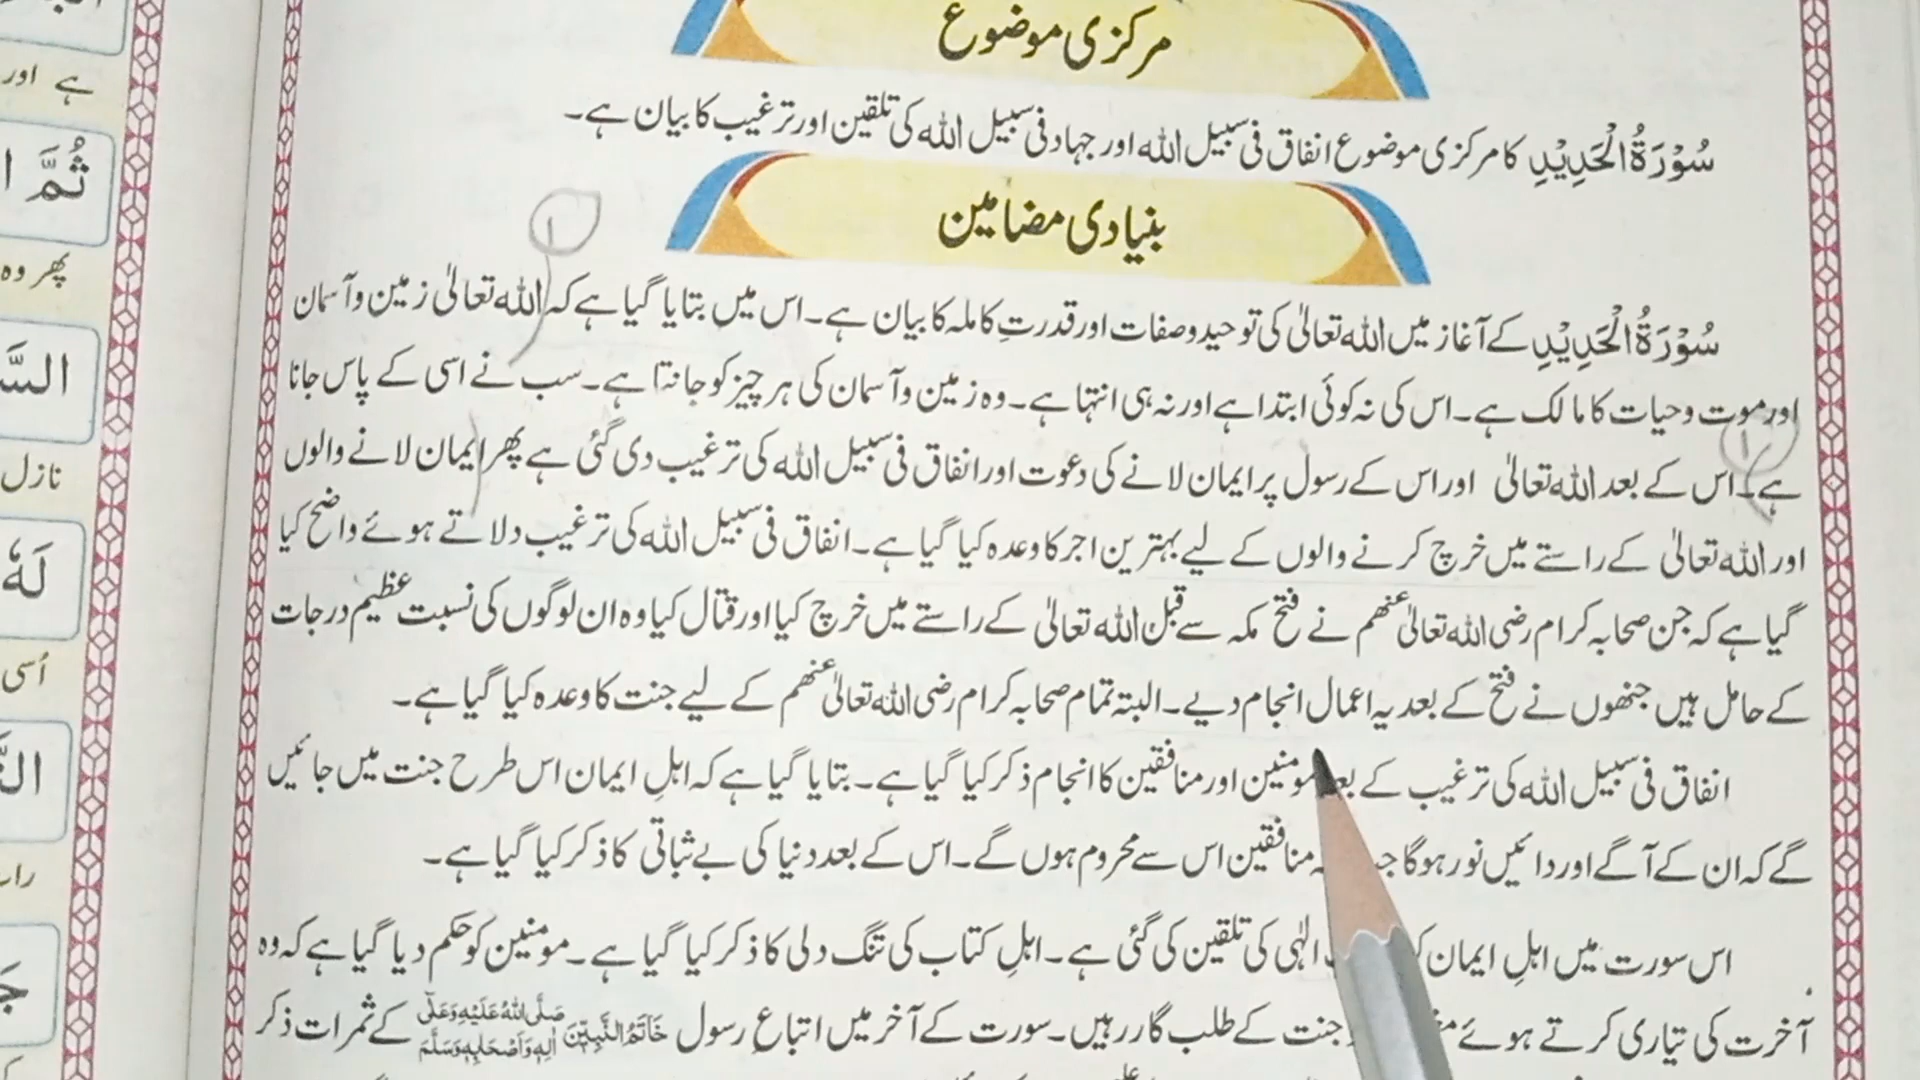 مرکزی موضوع
سُوْرَۃُ الْحَدِیْدِ کا مرکزی موضوع انفاق فی سبیل اللہ اور جہاد فی سبیل اللہ کی تلقین اور ترغیب کا بیان ہے۔
بنیادی مضامین
۱
سُوْرَۃُ الْحَدِیْدِ کے آغاز میں اللہ تعالیٰ کی توحید و صفات اور قدرتِ کاملہ کا بیان ہے۔ اس میں بتایا گیا ہے کہ اللہ تعالیٰ زمین و آسمان
اور موت و حیات کا مالک ہے۔ اس کی نہ کوئی ابتدا ہے اور نہ ہی انتہا ہے۔ وہ زمین و آسمان کی ہر چیز کو جانتا ہے۔ سب نے اسی کے پاس جانا
ہے۔ اس کے بعد اللہ تعالیٰ اور اس کے رسول پر ایمان لانے کی دعوت اور انفاق فی سبیل اللہ کی ترغیب دی گئی ہے پھر ایمان لانے والوں
اور اللہ تعالیٰ کے راستے میں خرچ کرنے والوں کے لیے بہترین اجر کا وعدہ کیا گیا ہے۔ انفاق فی سبیل اللہ کی ترغیب دلاتے ہوئے واضح کیا
گیا ہے کہ جن صحابہ کرام رضی اللہ تعالیٰ عنھم نے فتح مکہ سے قبل اللہ تعالیٰ کے راستے میں خرچ کیا اور قتال کیا وہ ان لوگوں کی نسبت عظیم درجات
کے حامل ہیں جنھوں نے فتح کے بعد یہ اعمال انجام دیے۔ البتہ تمام صحابہ کرام رضی اللہ تعالیٰ عنھم کے لیے جنت کا وعدہ کیا گیا ہے۔
انفاق فی سبیل اللہ کی ترغیب کے بعد مومنین اور منافقین کا انجام ذکر کیا گیا ہے۔ بتایا گیا ہے کہ اہلِ ایمان اس طرح جنت میں جائیں
گے کہ ان کے آگے اور دائیں نور ہوگا منافقین اس سے محروم ہوں گے۔ اس کے بعد دنیا کی بے ثباتی کا ذکر کیا گیا ہے۔
اس سورت میں اہلِ ایمان الٰہی کی تلقین کی گئی ہے۔ اہلِ کتاب کی تنگ دلی کا ذکر کیا گیا ہے۔ مومنین کو حکم دیا گیا ہے کہ وہ
آخرت کی تیاری کرتے ہوئے جنت کے طلب گار رہیں۔ سورت کے آخر میں اتباعِ رسول خَاتَمُ النَّبِیّٖنَ صَلَّی اللہُ عَلَیْہِ وَعَلٰٓی اٰلِہٖ وَاَصْحَابِہٖ وَسَلَّمَ کے ثمرات ذکر
ہے اور
ثُمَّ
پھر وہ
نازل
لَهٗ
اُسی